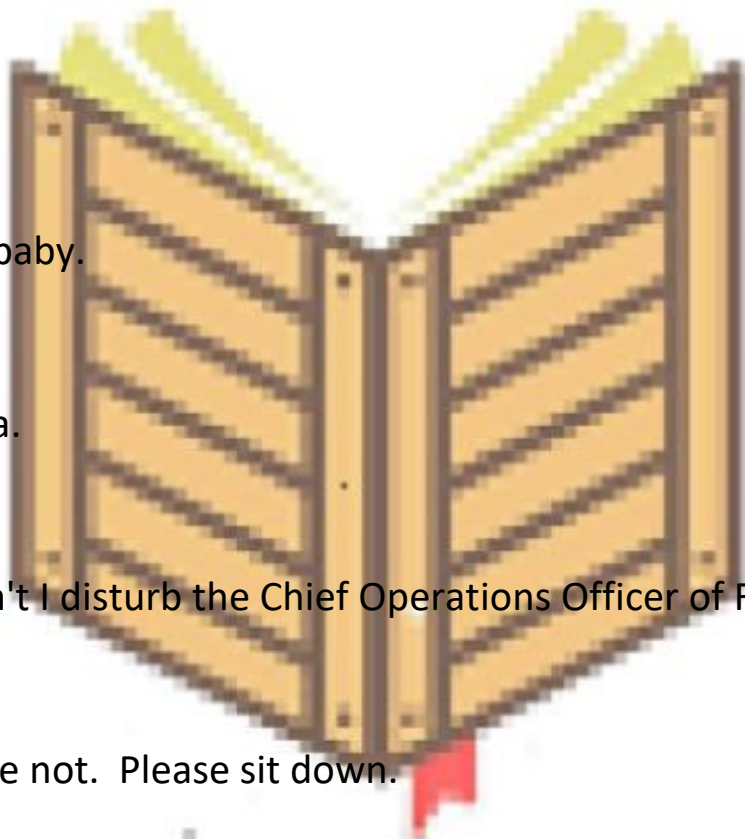 baby.
a.
n't I disturb the Chief Operations Officer of
e not.  Please sit down.